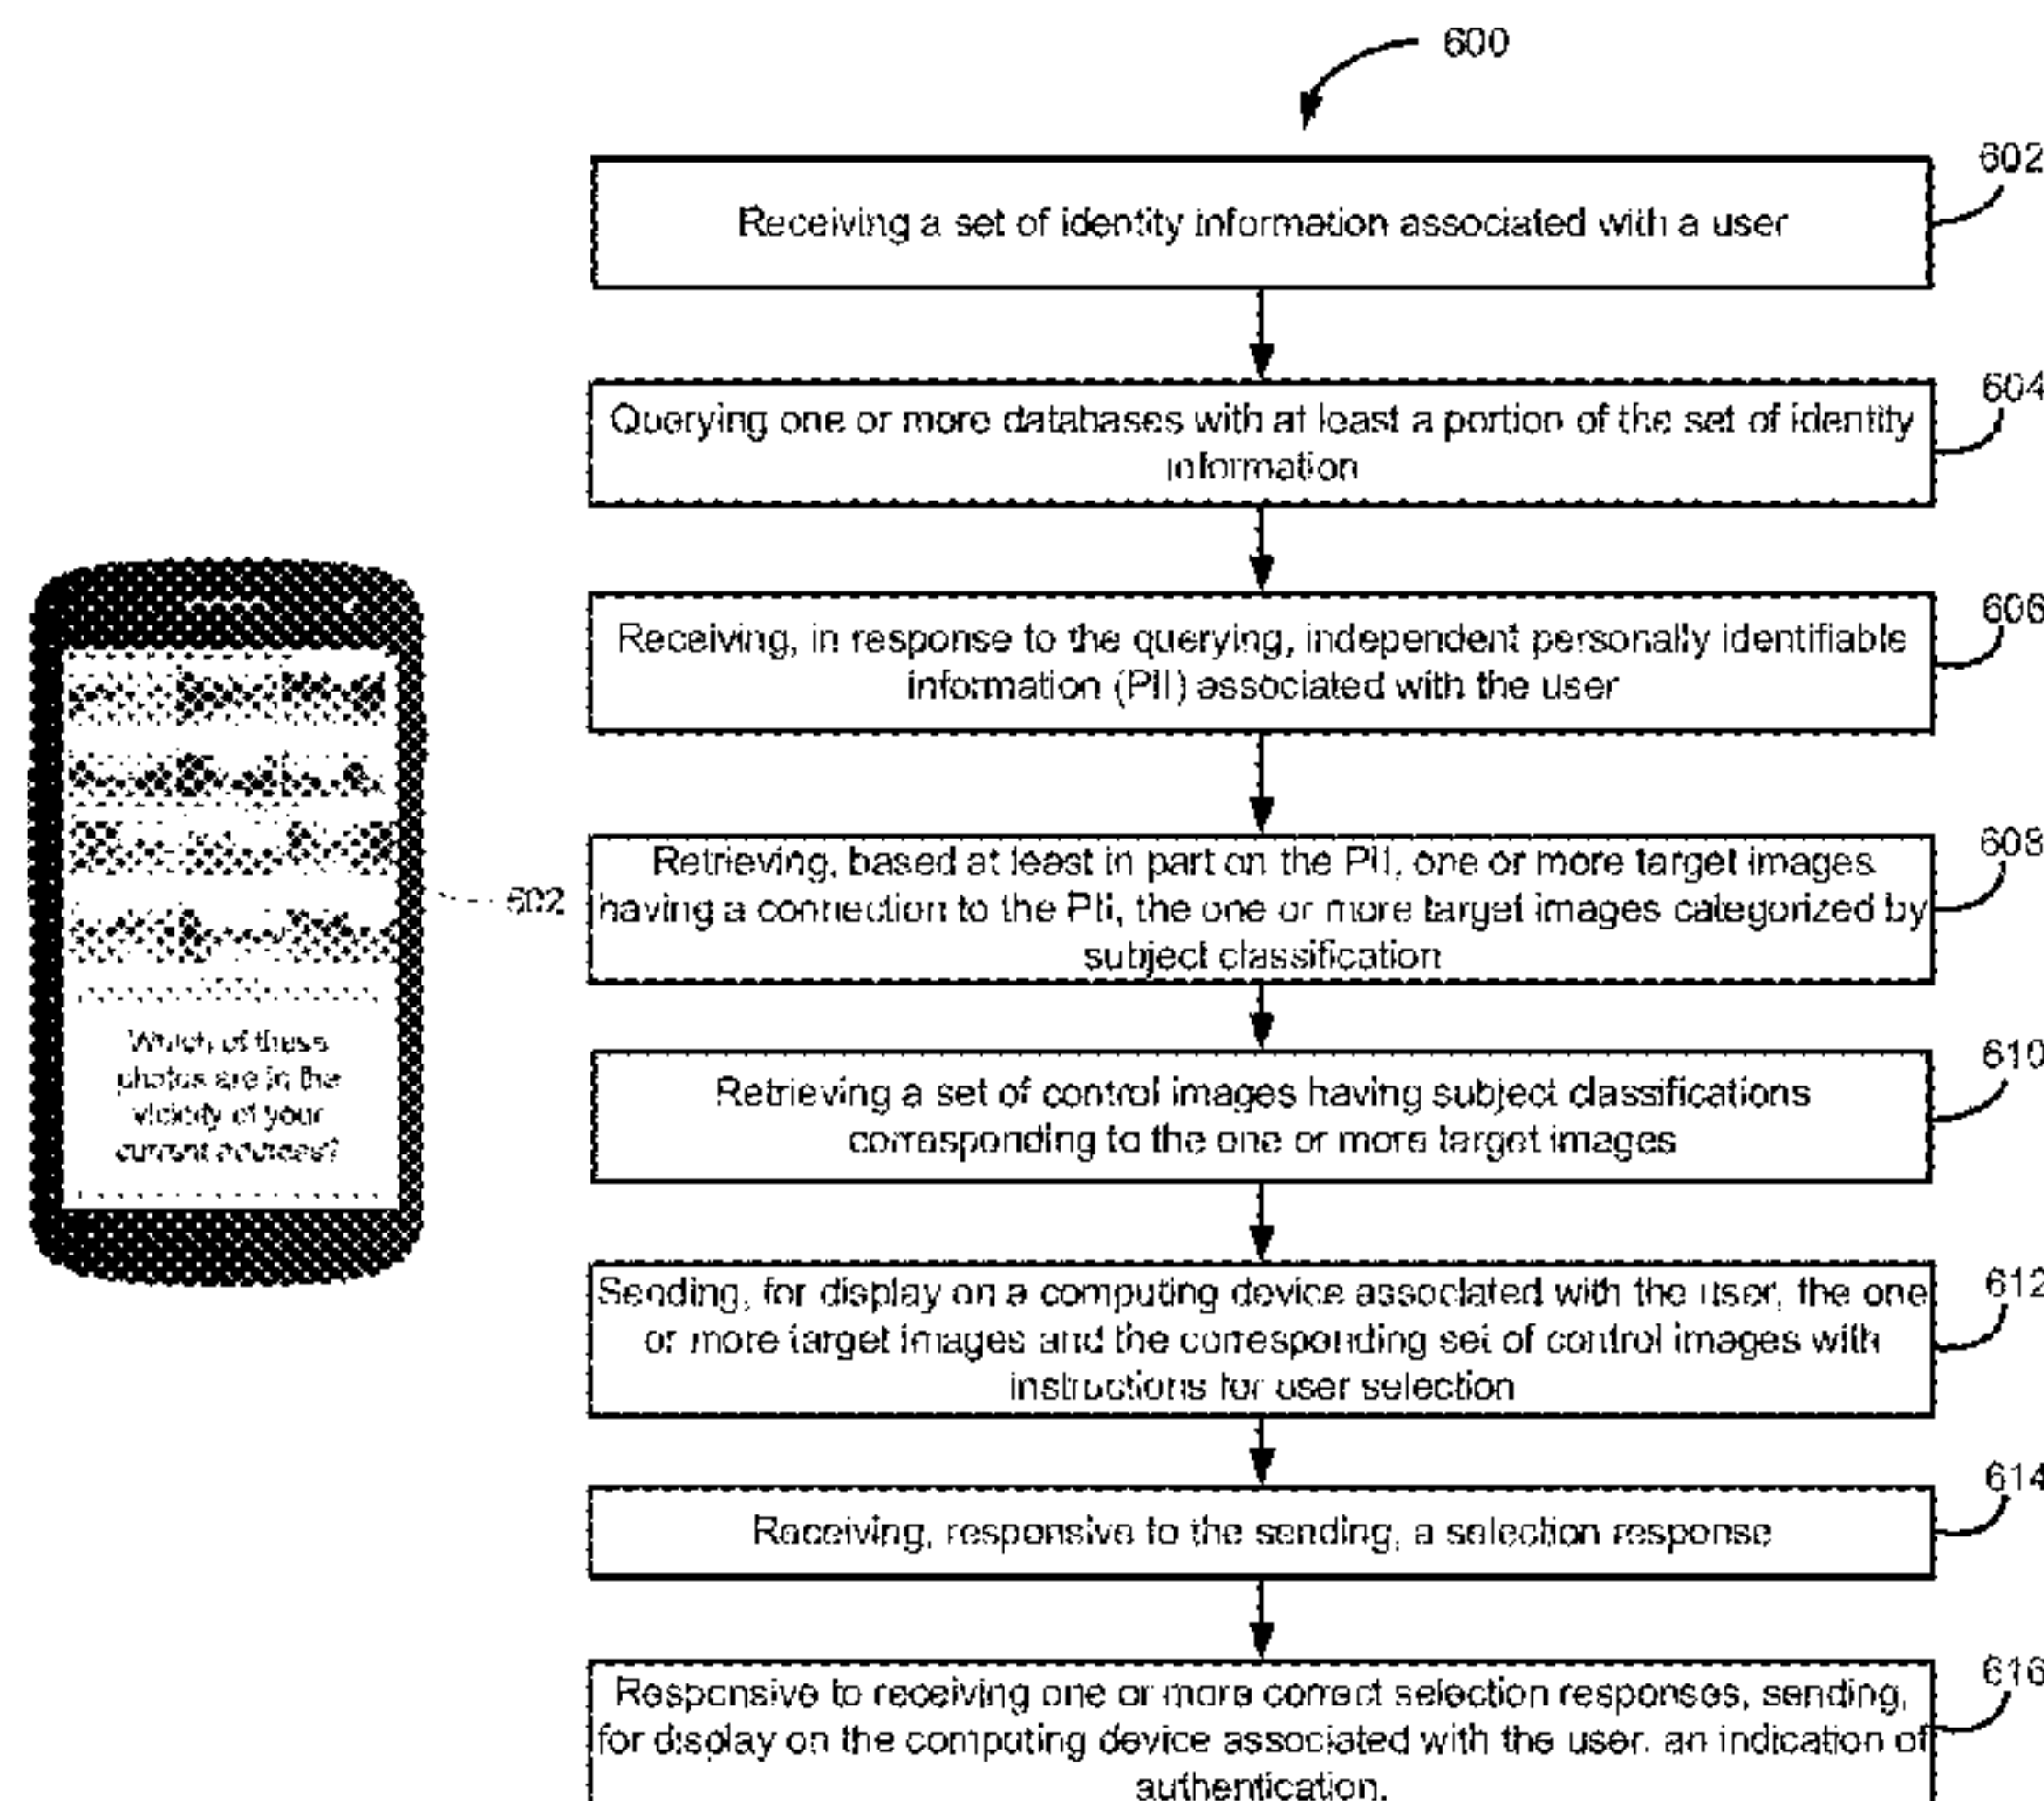 600
602
Receiving a set of identity information associated with a user
604
Querying one or more databases with at least a portion of the set of identity
information
606
Receiving, in response to the querying, independent personally identifiable
information (PII) associated with the user
608
Retrieving, based at least in part on the PII, one or more target images
having a connection to the PII, the one or more target images categorized by
subject classification
502
Which of these
photos are in the
vicinity of your
current address?
610
Retrieving a set of control images having subject classifications
corresponding to the one or more target images
612
Sending, for display on a computing device associated with the user, the one
or more target images and the corresponding set of control images with
instructions for user selection
614
Receiving, responsive to the sending, a selection response
616
Responsive to receiving one or more correct selection responses, sending,
for display on the computing device associated with the user, an indication of
authentication.